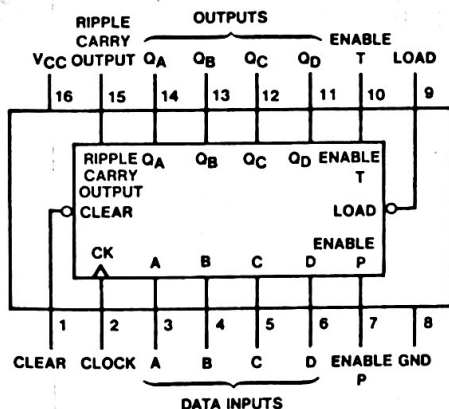 OUTPUTS
RIPPLE
CARRY
OUTPUT
VCC QA QB QC QD ENABLE T LOAD
16 15 14 13 12 11 10 9
RIPPLE
CARRY
OUTPUT
QA QB QC QD ENABLE
T
CLEAR LOAD
CK ENABLE
A B C D P
1 2 3 4 5 6 7 8
CLEAR CLOCK A B C D ENABLE GND
P
DATA INPUTS